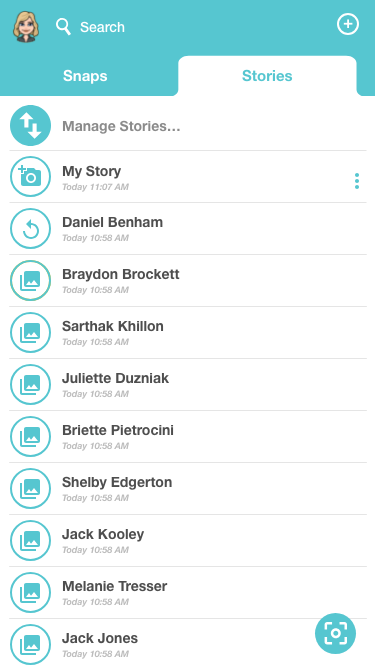 Search
Snaps
Stories
Manage Stories...
My Story
Today 11:07 AM
Daniel Benham
Today 10:58 AM
Braydon Brockett
Today 10:58 AM
Sarthak Khillon
Today 10:58 AM
Juliette Duzniak
Today 10:58 AM
Briette Pietrocini
Today 10:58 AM
Shelby Edgerton
Today 10:58 AM
Jack Kooley
Today 10:58 AM
Melanie Tresser
Today 10:58 AM
Jack Jones
Today 10:58 AM